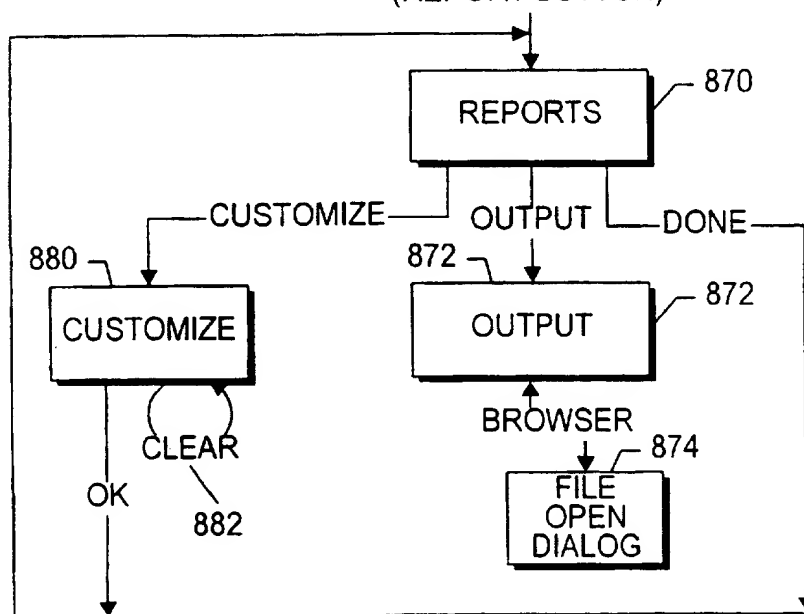 870
REPORTS
CUSTOMIZE
OUTPUT
DONE
880
872
872
CUSTOMIZE
OUTPUT
BROWSER
CLEAR
874
OK
882
FILE
OPEN
DIALOG